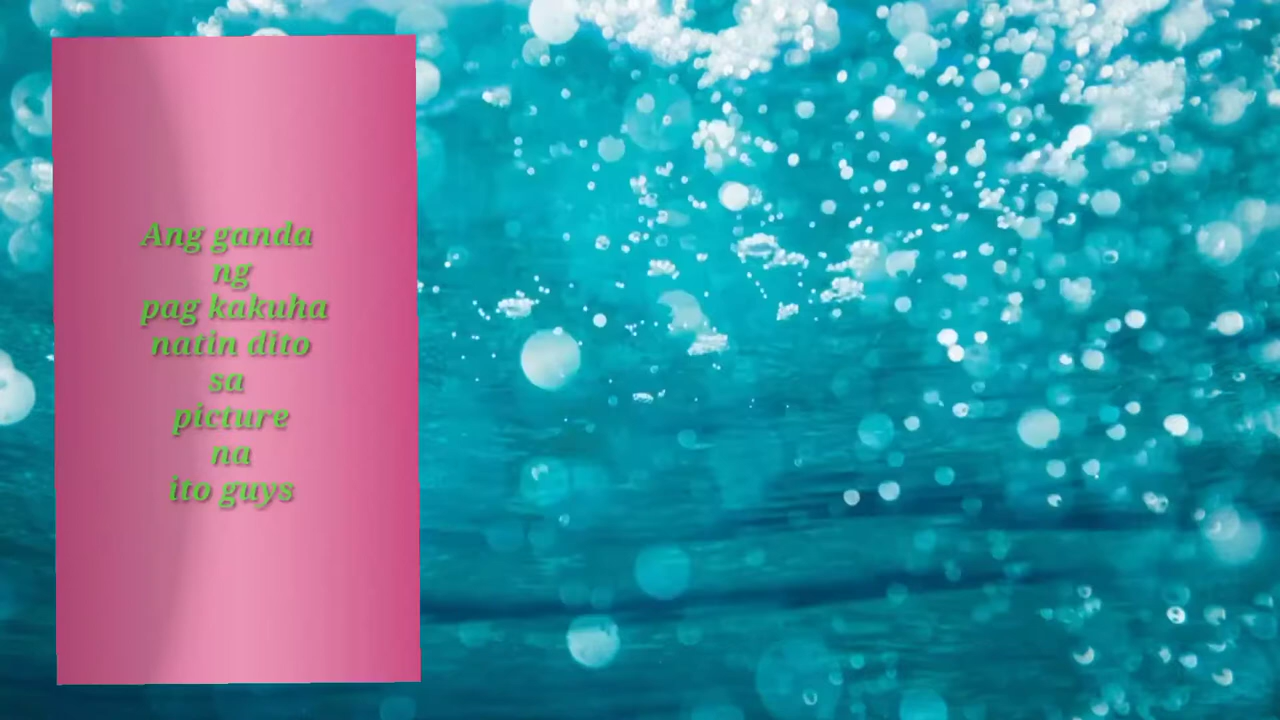 Ang ganda
ng
pag kakuha
natin dito
sa
picture
na
ito guys